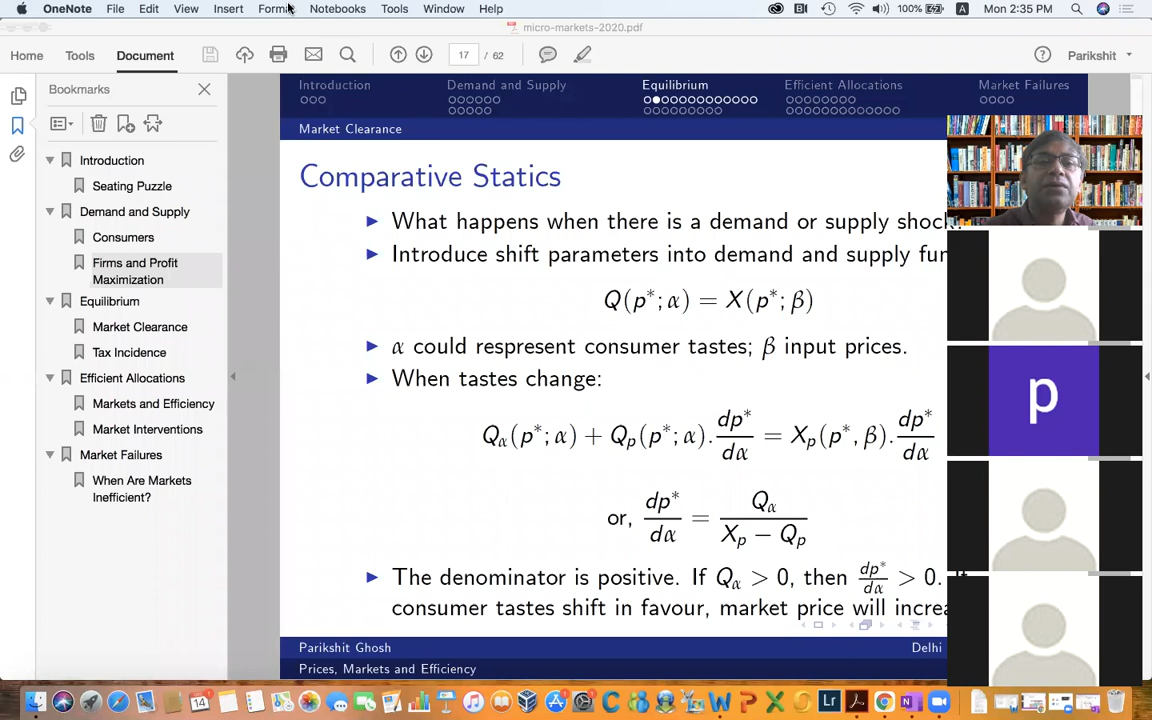 OneNote File Edit View Insert Form Notebooks Tools Window Help 100% A Mon 2:35 PM
micro-markets-2020.pdf
Home Tools Document 17 / 62 Parikshit
Bookmarks
Introduction
Seating Puzzle
Demand and Supply
Consumers
Firms and Profit
Maximization
Equilibrium
Market Clearance
Tax Incidence
Efficient Allocations
Markets and Efficiency
Market Interventions
Market Failures
When Are Markets
Inefficient?
Introduction Demand and Supply Equilibrium Efficient Allocations Market Failures
Market Clearance
Comparative Statics
What happens when there is a demand or supply shock
Introduce shift parameters into demand and supply fun
Q(p*; α) = X(p*; β)
α could respresent consumer tastes; β input prices.
When tastes change:
Qα(p*; α) + Qp(p*; α). dp*/dα = Xp(p*, β). dp*/dα
or, dp*/dα = Qα / (Xp − Qp)
The denominator is positive. If Qα > 0, then dp*/dα > 0.
consumer tastes shift in favour, market price will increa
Parikshit Ghosh Delhi
Prices, Markets and Efficiency
p
14
W P X Lr N